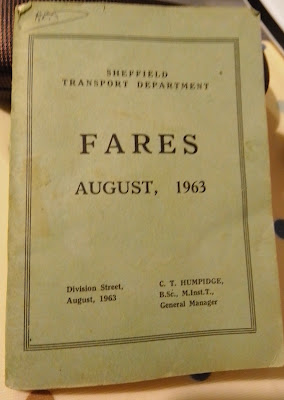 SHEFFIELD
TRANSPORT DEPARTMENT
FARES
AUGUST, 1963
Division Street,
August, 1963
C. T. HUMPIDGE,
B.Sc., M.Inst.T.,
General Manager